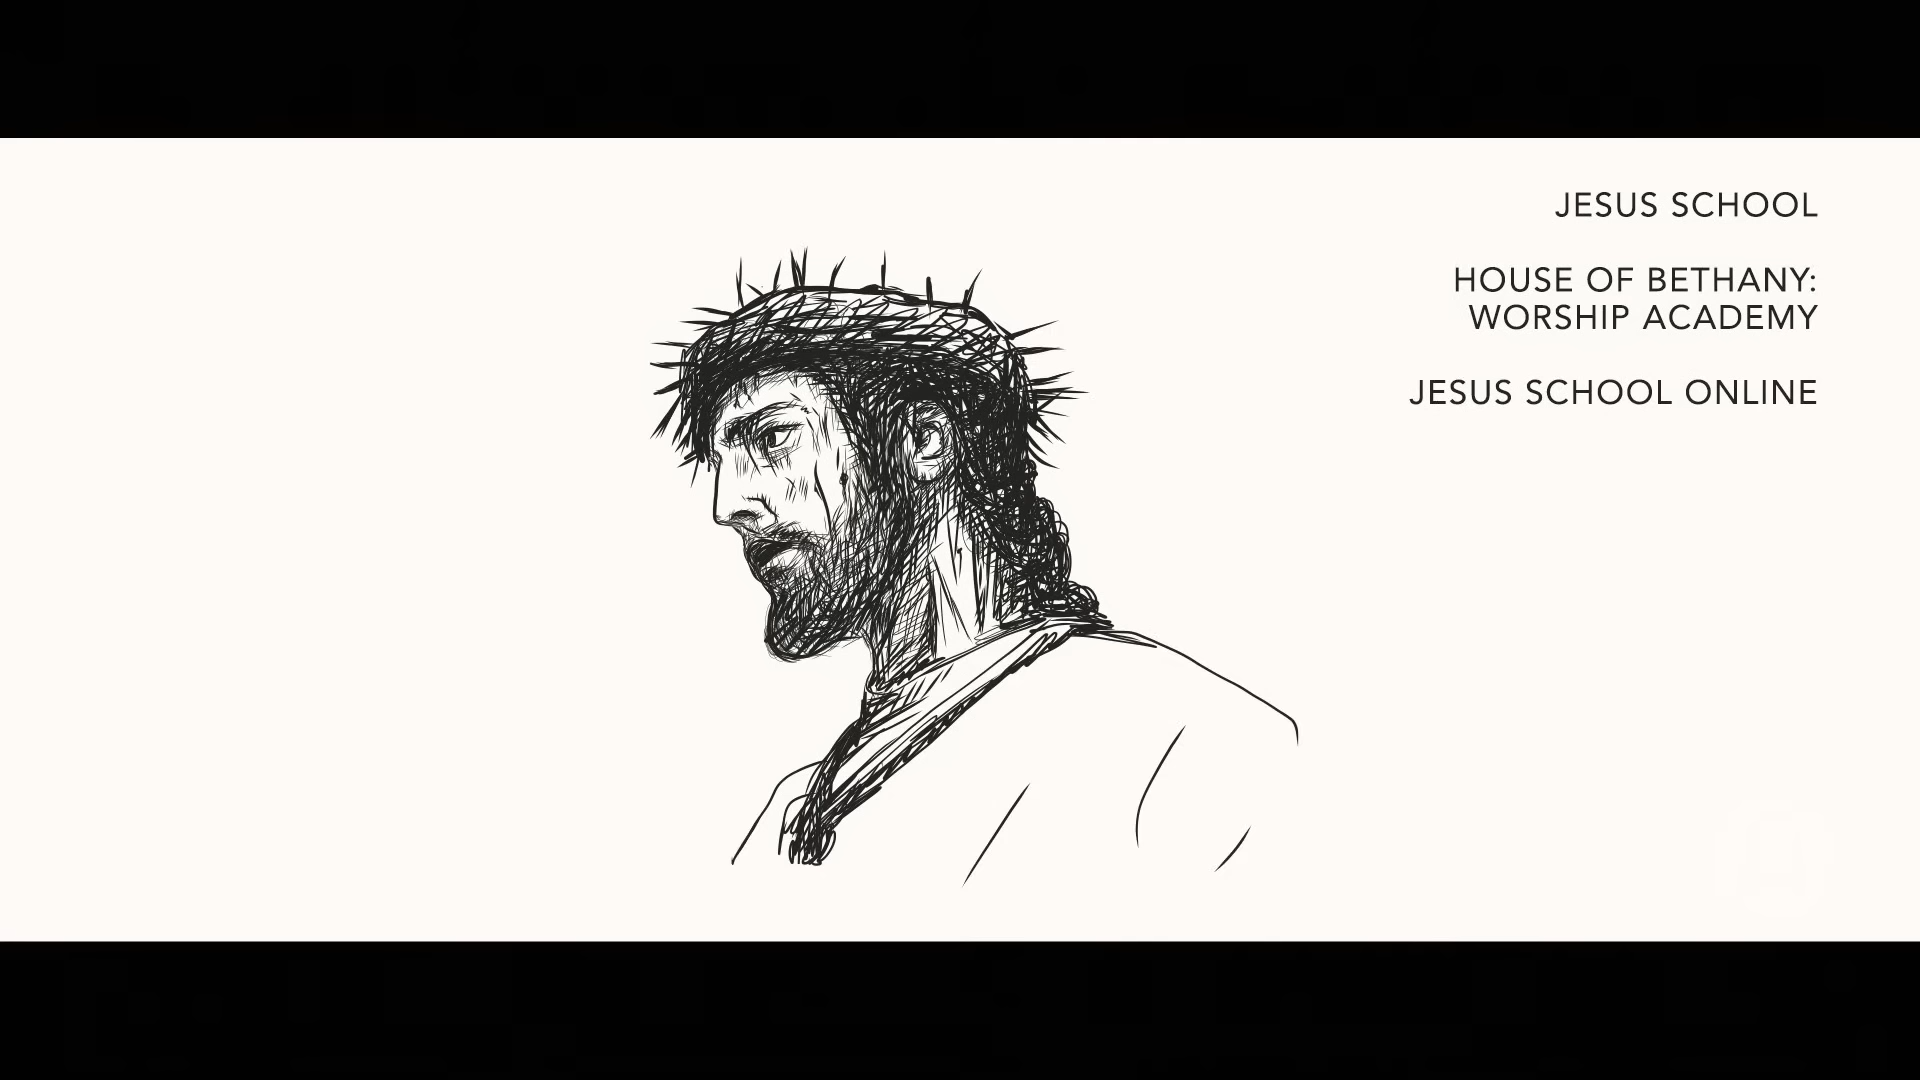 JESUS SCHOOL
HOUSE OF BETHANY:
WORSHIP ACADEMY
JESUS SCHOOL ONLINE